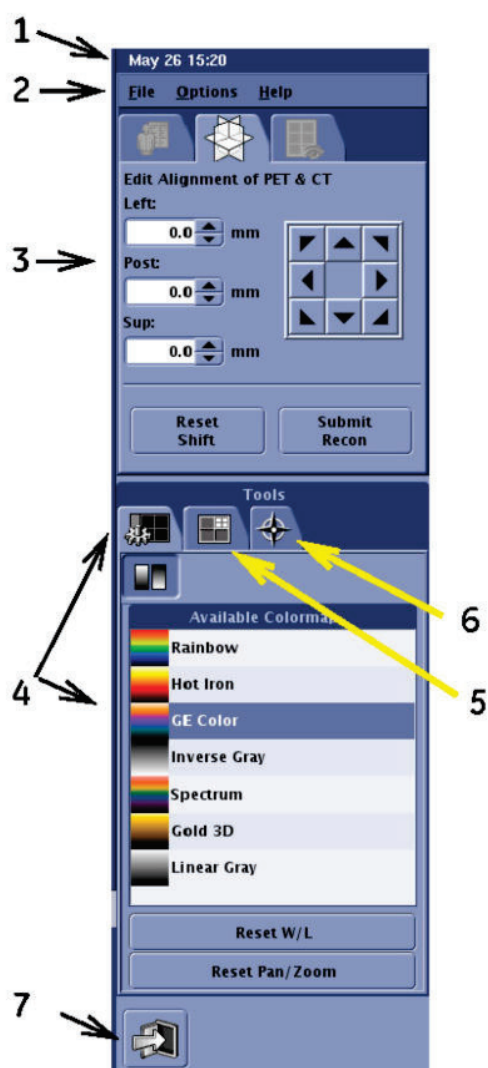 1
May 26 15:20
2
File Options Help
Edit Alignment of PET & CT
Left:
0.0 mm
3
Post:
0.0 mm
Sup:
0.0 mm
Reset Shift
Submit Recon
Tools
6
4
5
Available Colormap
Rainbow
Hot Iron
GE Color
Inverse Gray
Spectrum
Gold 3D
Linear Gray
Reset W/L
Reset Pan/Zoom
7